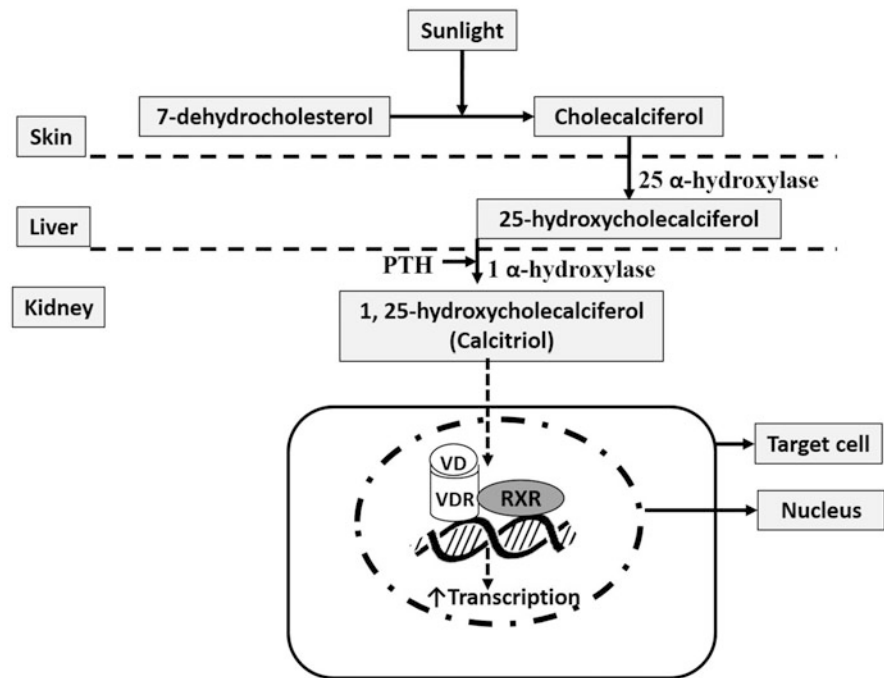 Sunlight
7-dehydrocholesterol
Cholecalciferol
Skin
25 α-hydroxylase
25-hydroxycholecalciferol
Liver
PTH
1 α-hydroxylase
Kidney
1, 25-hydroxycholecalciferol
(Calcitriol)
Target cell
VD
VDR
RXR
Nucleus
↑Transcription